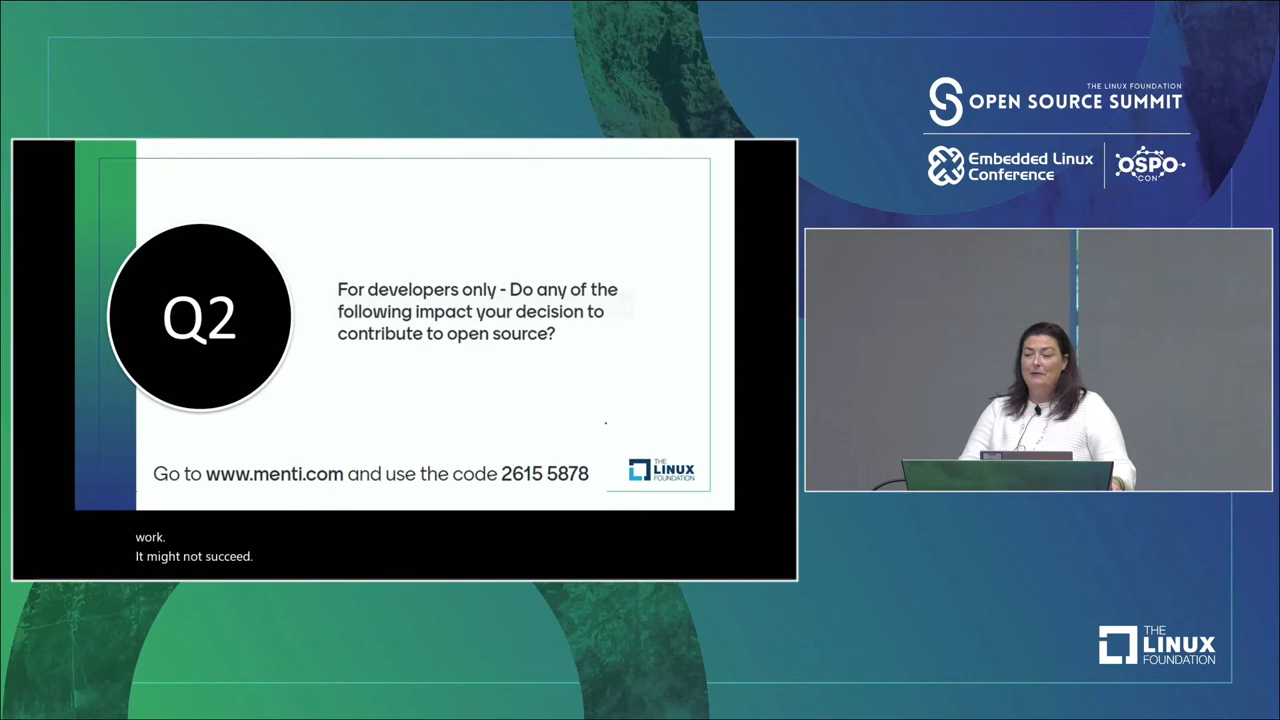 THE LINUX FOUNDATION
OPEN SOURCE SUMMIT
Embedded Linux
Conference
OSPO
CON
Q2
For developers only - Do any of the
following impact your decision to
contribute to open source?
Go to www.menti.com and use the code 2615 5878
THE
LINUX
FOUNDATION
work.
It might not succeed.
THE
LINUX
FOUNDATION